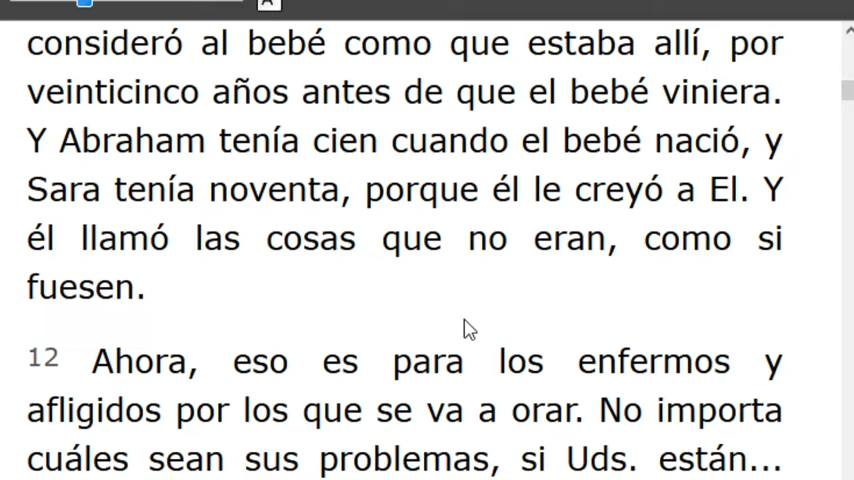 consideró al bebé como que estaba allí, por
veinticinco años antes de que el bebé viniera.
Y Abraham tenía cien cuando el bebé nació, y
Sara tenía noventa, porque él le creyó a El. Y
él llamó las cosas que no eran, como si
fuesen.
12 Ahora, eso es para los enfermos y
afligidos por los que se va a orar. No importa
cuáles sean sus problemas, si Uds. están...